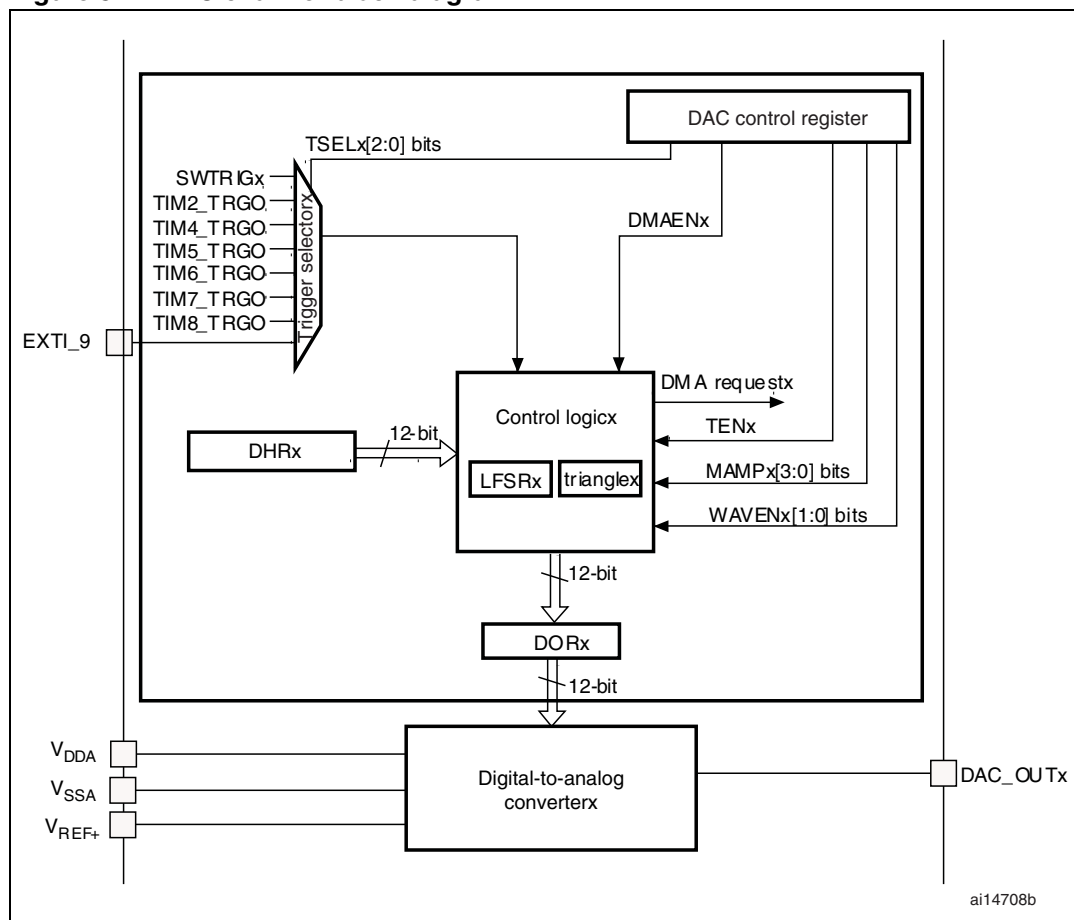 DAC control register
TSELx[2:0] bits
SWTRIGx
TIM2_TRGO
TIM4_TRGO
TIM5_TRGO
TIM6_TRGO
TIM7_TRGO
TIM8_TRGO
Trigger selectorx
DMAENx
EXTI_9
DMA requestx
Control logicx
TENx
12-bit
DHRx
LFSRx
trianglex
MAMPx[3:0] bits
WAVENx[1:0] bits
12-bit
DORx
12-bit
VDDA
VSSA
VREF+
Digital-to-analog
converterx
DAC_OUTx
ai14708b